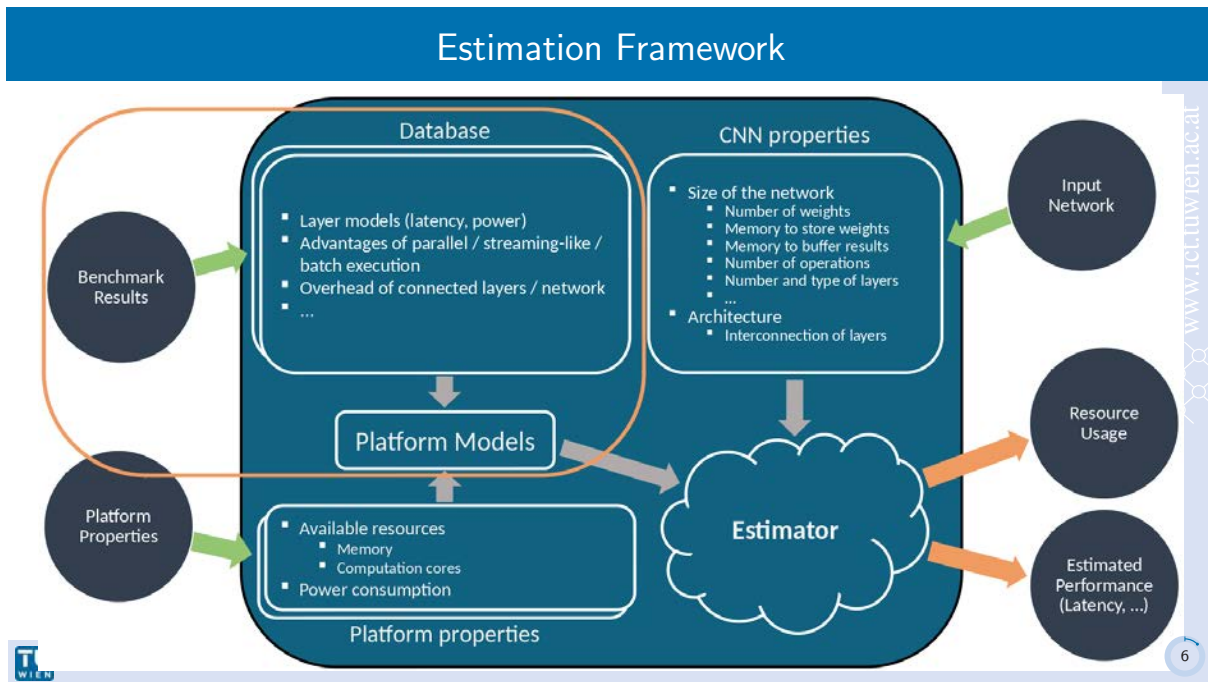 Estimation Framework
Database
▪ Layer models (latency, power)
▪ Advantages of parallel / streaming-like /
batch execution
▪ Overhead of connected layers / network
▪ ...
CNN properties
▪ Size of the network
▪ Number of weights
▪ Memory to store weights
▪ Memory to buffer results
▪ Number of operations
▪ Number and type of layers
▪ ...
▪ Architecture
▪ Interconnection of layers
Input
Network
Benchmark
Results
Platform Models
Resource
Usage
Platform
Properties
▪ Available resources
▪ Memory
▪ Computation cores
▪ Power consumption
Platform properties
Estimator
Estimated
Performance
(Latency, ...)
www.ict.tuwien.ac.at
WIEN
6